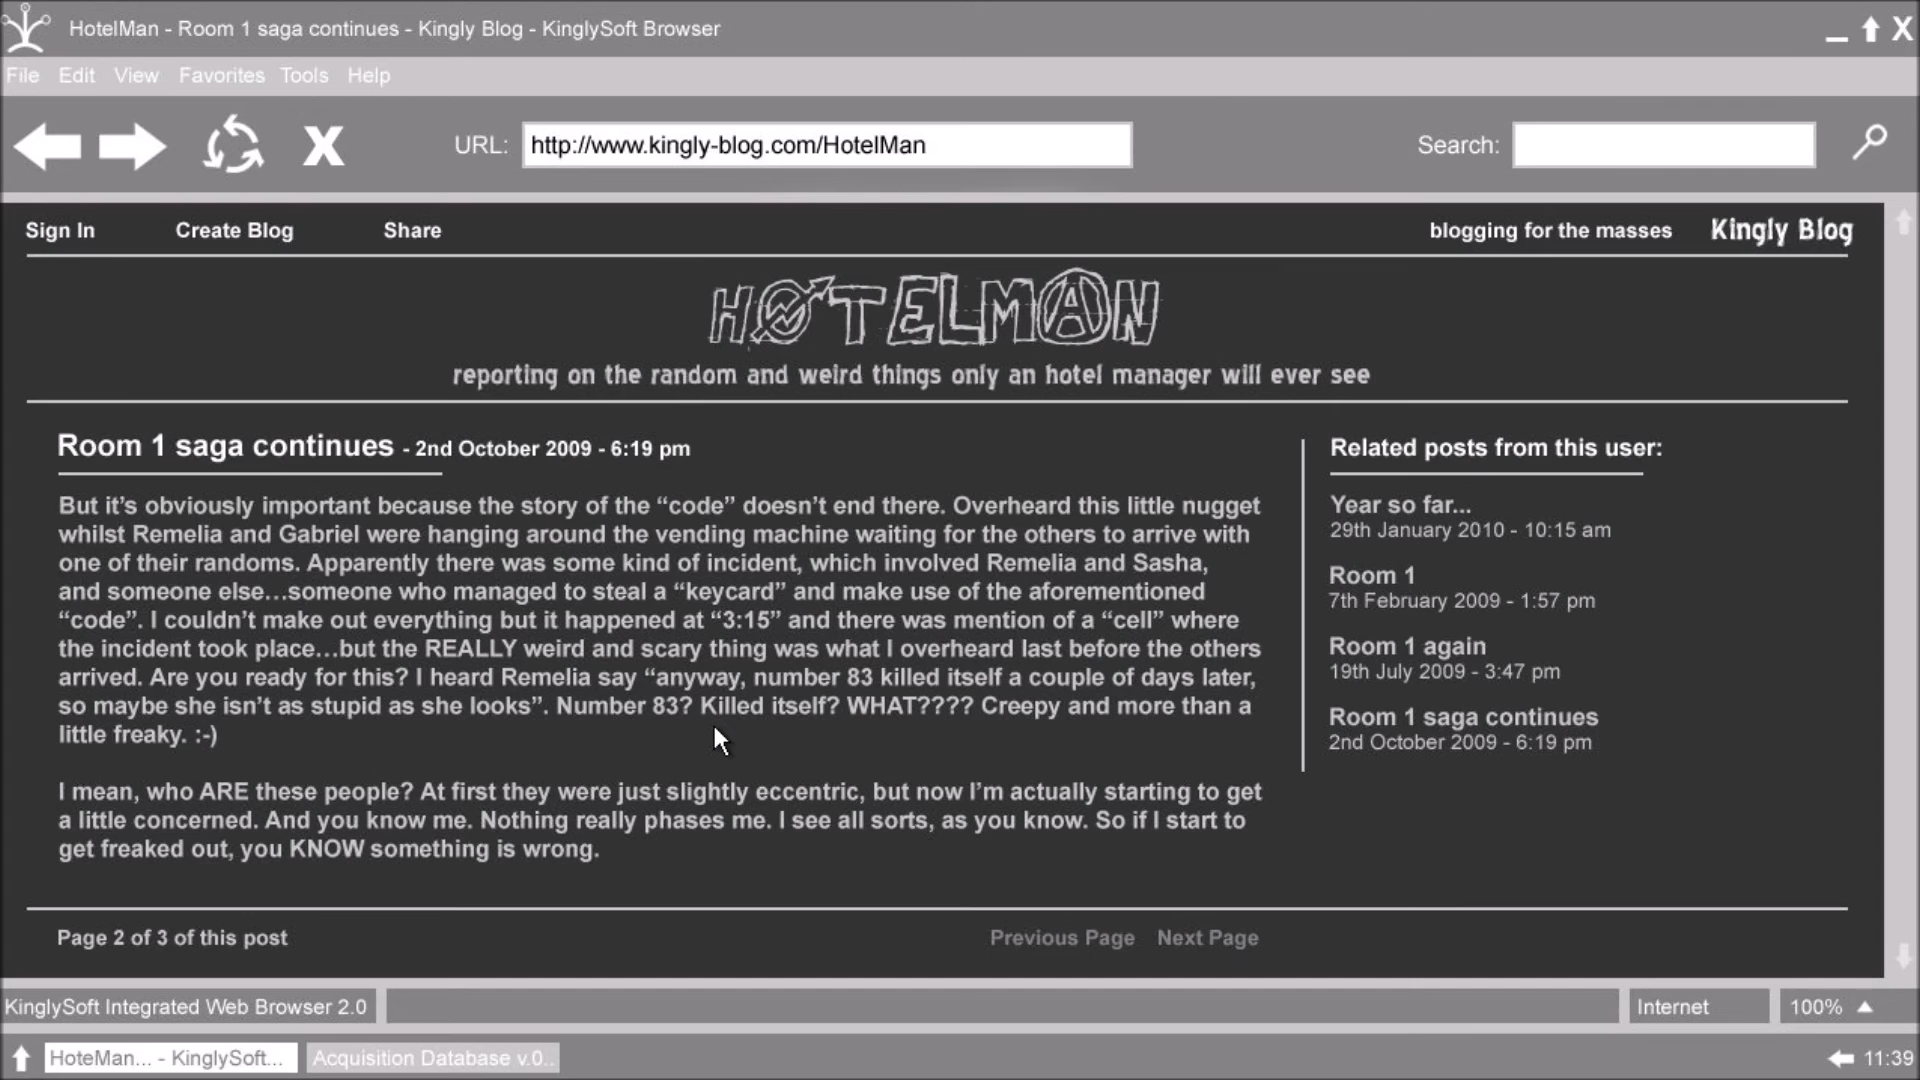 HotelMan - Room 1 saga continues - Kingly Blog - KinglySoft Browser
File Edit View Favorites Tools Help
URL: http://www.kingly-blog.com/HotelMan Search:
Sign In Create Blog Share blogging for the masses Kingly Blog
HOTELMAN
reporting on the random and weird things only an hotel manager will ever see
Room 1 saga continues - 2nd October 2009 - 6:19 pm
But it's obviously important because the story of the “code” doesn't end there. Overheard this little nugget
whilst Remelia and Gabriel were hanging around the vending machine waiting for the others to arrive with
one of their randoms. Apparently there was some kind of incident, which involved Remelia and Sasha,
and someone else...someone who managed to steal a “keycard” and make use of the aforementioned
“code”. I couldn't make out everything but it happened at “3:15” and there was mention of a “cell” where
the incident took place...but the REALLY weird and scary thing was what I overheard last before the others
arrived. Are you ready for this? I heard Remelia say “anyway, number 83 killed itself a couple of days later,
so maybe she isn't as stupid as she looks”. Number 83? Killed itself? WHAT???? Creepy and more than a
little freaky. :-)
I mean, who ARE these people? At first they were just slightly eccentric, but now I'm actually starting to get
a little concerned. And you know me. Nothing really phases me. I see all sorts, as you know. So if I start to
get freaked out, you KNOW something is wrong.
Related posts from this user:
Year so far...
29th January 2010 - 10:15 am
Room 1
7th February 2009 - 1:57 pm
Room 1 again
19th July 2009 - 3:47 pm
Room 1 saga continues
2nd October 2009 - 6:19 pm
Page 2 of 3 of this post Previous Page Next Page
KinglySoft Integrated Web Browser 2.0 Internet 100%
HoteMan... - KinglySoft... Acquisition Database v.0.. 11:39